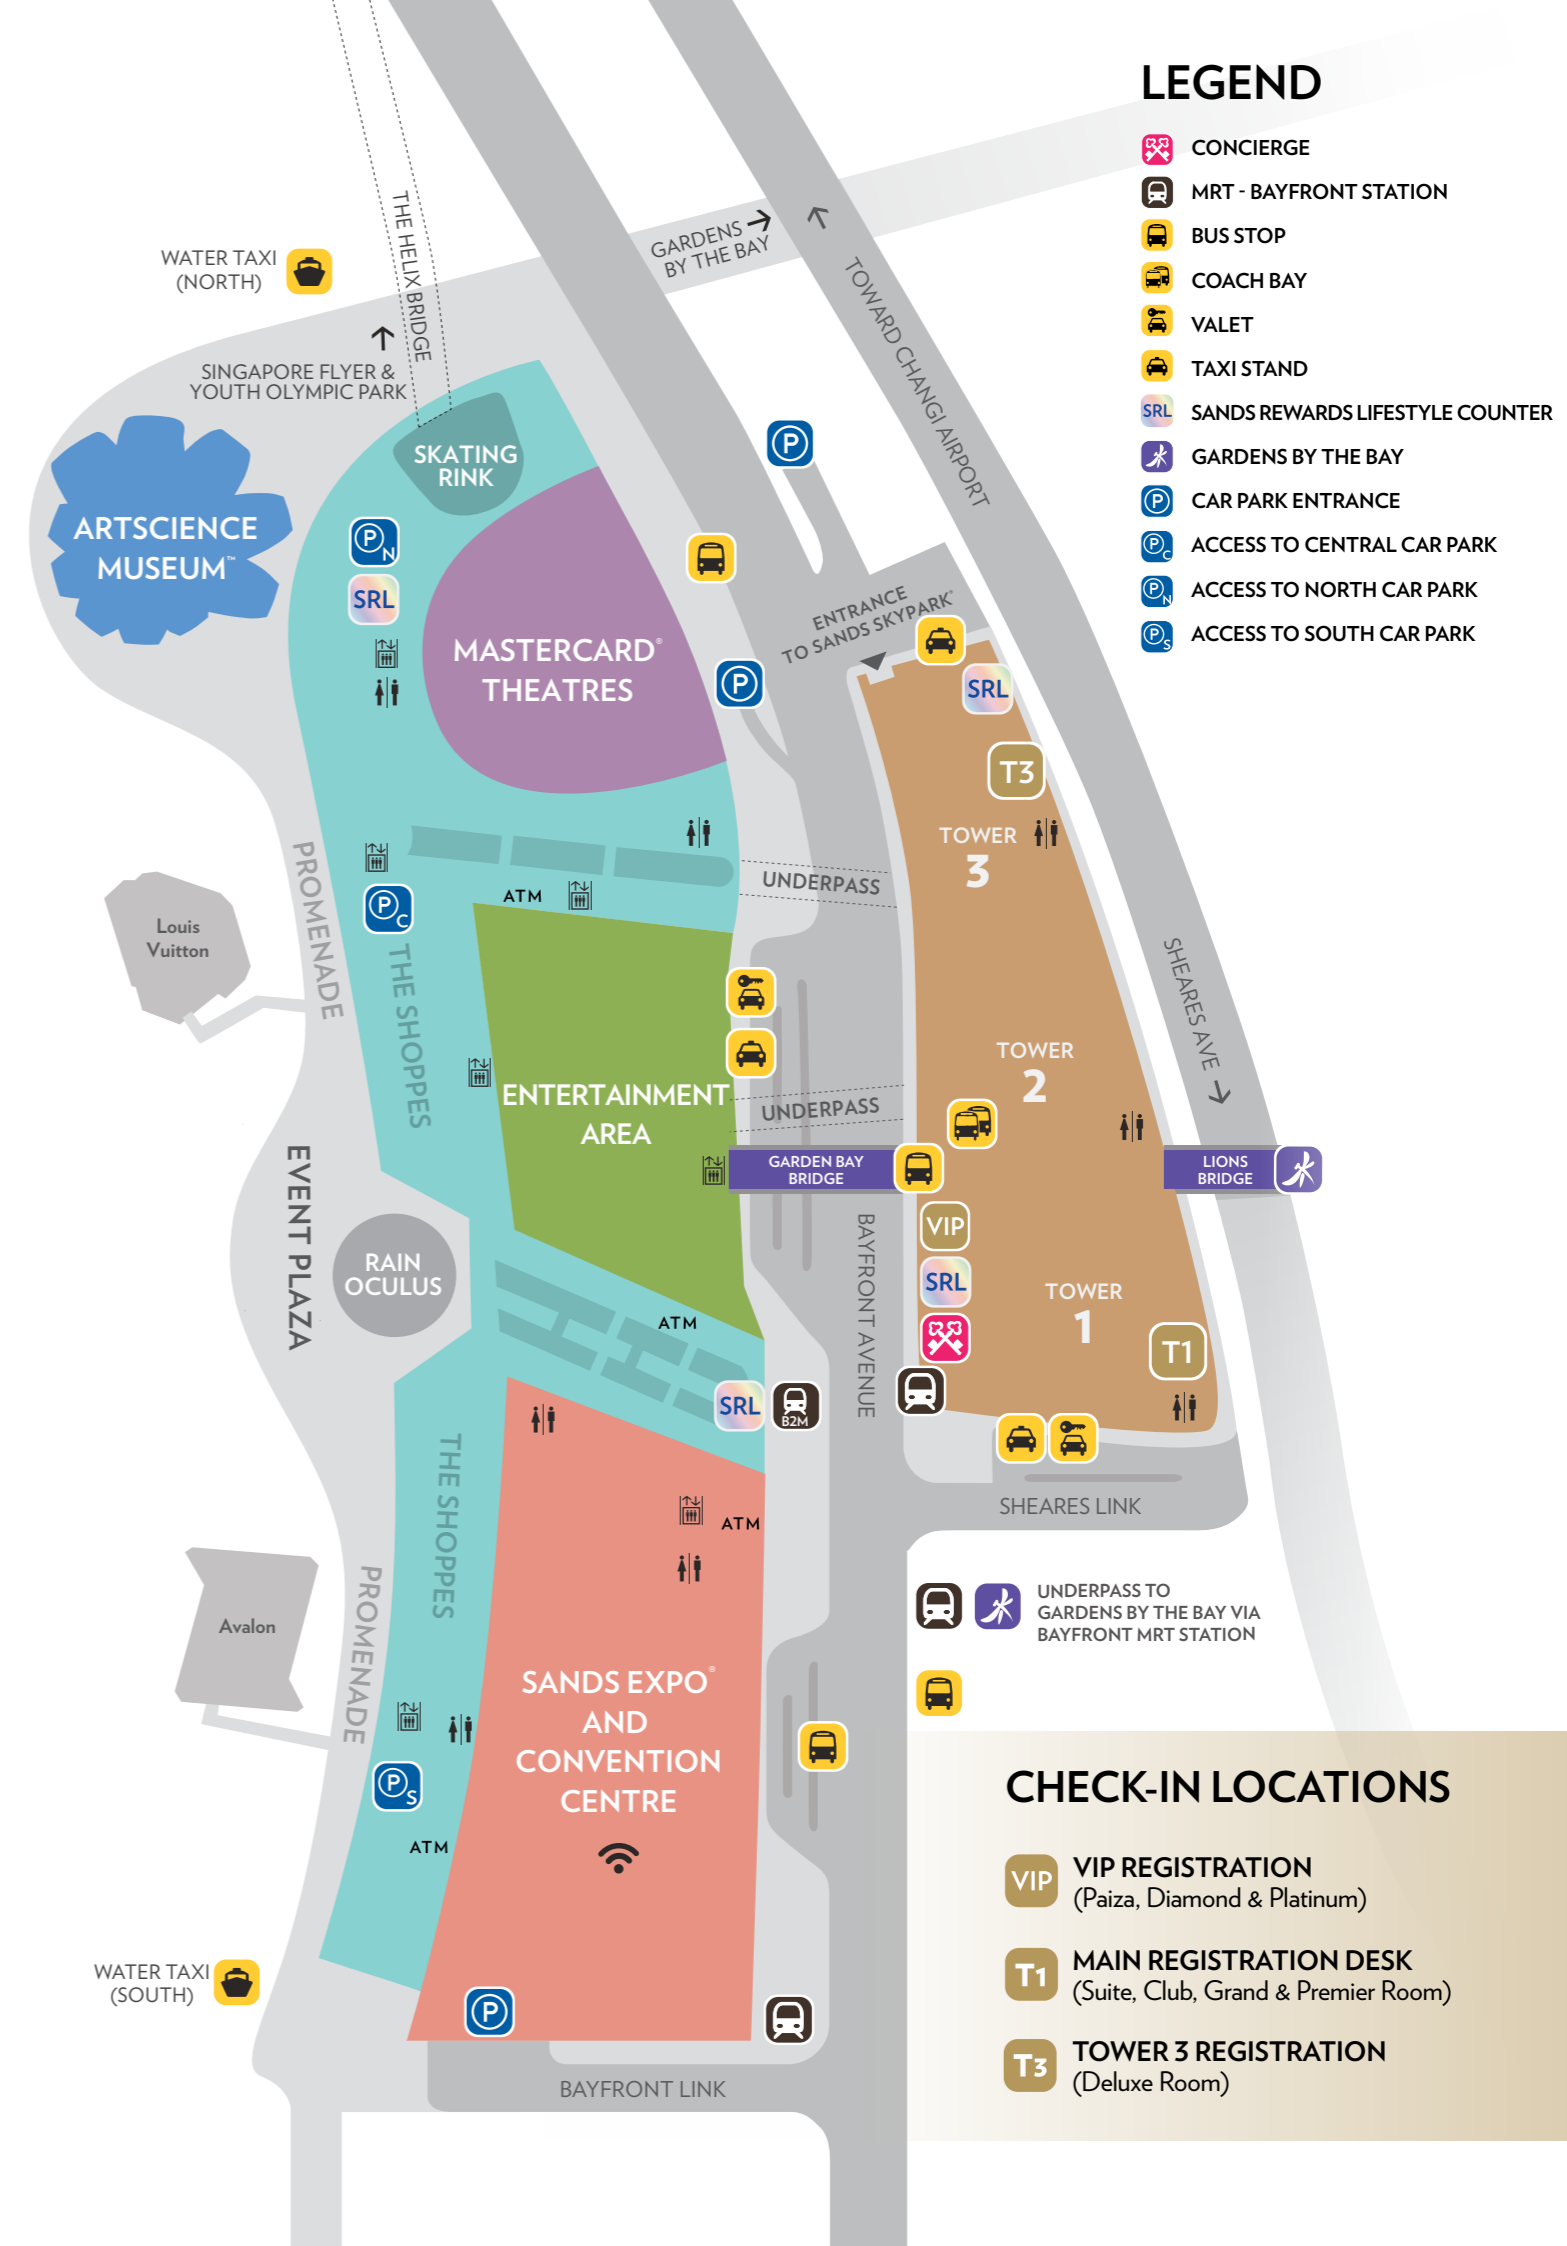 LEGEND
CONCIERGE
MRT - BAYFRONT STATION
BUS STOP
COACH BAY
VALET
TAXI STAND
SRL
SANDS REWARDS LIFESTYLE COUNTER
GARDENS BY THE BAY
P
CAR PARK ENTRANCE
PC
ACCESS TO CENTRAL CAR PARK
PN
ACCESS TO NORTH CAR PARK
PS
ACCESS TO SOUTH CAR PARK
THE HELIX BRIDGE
GARDENS
BY THE BAY
WATER TAXI
(NORTH)
TOWARD CHANGI AIRPORT
SINGAPORE FLYER &
YOUTH OLYMPIC PARK
SKATING
RINK
P
ARTSCIENCE
MUSEUM™
PN
SRL
ENTRANCE
TO SANDS SKYPARK®
MASTERCARD®
THEATRES
P
SRL
T3
TOWER
3
PROMENADE
UNDERPASS
ATM
PC
Louis
Vuitton
THE SHOPPES
SHEARES AVE
TOWER
2
ENTERTAINMENT
AREA
UNDERPASS
GARDEN BAY
BRIDGE
LIONS
BRIDGE
EVENT PLAZA
RAIN
OCULUS
BAYFRONT AVENUE
VIP
SRL
TOWER
1
ATM
T1
SRL
B2M
THE SHOPPES
ATM
SHEARES LINK
PROMENADE
Avalon
UNDERPASS TO
GARDENS BY THE BAY VIA
BAYFRONT MRT STATION
SANDS EXPO®
AND
CONVENTION
CENTRE
PS
ATM
CHECK-IN LOCATIONS
VIP
VIP REGISTRATION
(Paiza, Diamond & Platinum)
T1
MAIN REGISTRATION DESK
(Suite, Club, Grand & Premier Room)
T3
TOWER 3 REGISTRATION
(Deluxe Room)
WATER TAXI
(SOUTH)
P
BAYFRONT LINK